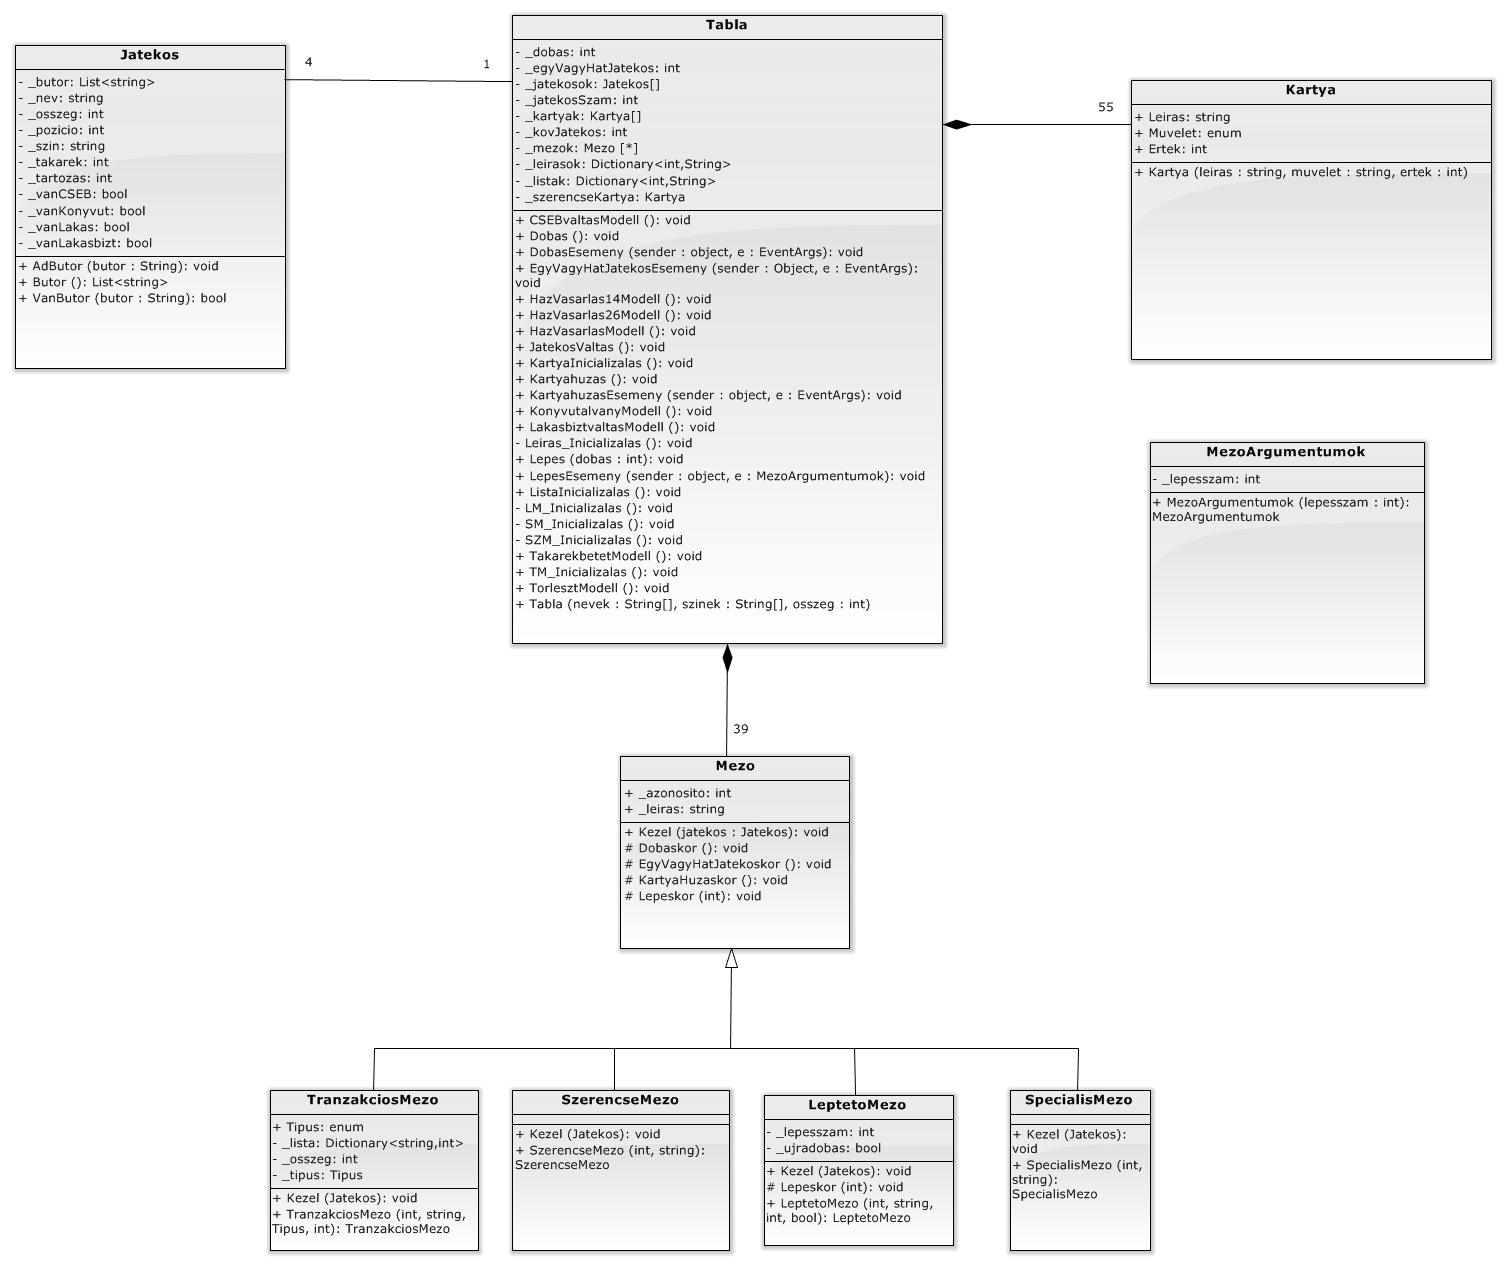 Jatekos
- _butor: List<string>
- _nev: string
- _osszeg: int
- _pozicio: int
- _szin: string
- _takarek: int
- _tartozas: int
- _vanCSEB: bool
- _vanKonyvut: bool
- _vanLakas: bool
- _vanLakasbizt: bool
+ AdButor (butor : String): void
+ Butor (): List<string>
+ VanButor (butor : String): bool
4
1
Tabla
- _dobas: int
- _egyVagyHatJatekos: int
- _jatekosok: Jatekos[]
- _jatekosSzam: int
- _kartyak: Kartya[]
- _kovJatekos: int
- _mezok: Mezo [*]
- _leirasok: Dictionary<int,String>
- _listak: Dictionary<int,String>
- _szerencseKartya: Kartya
+ CSEBvaltasModell (): void
+ Dobas (): void
+ DobasEsemeny (sender : object, e : EventArgs): void
+ EgyVagyHatJatekosEsemeny (sender : Object, e : EventArgs):
void
+ HazVasarlas14Modell (): void
+ HazVasarlas26Modell (): void
+ HazVasarlasModell (): void
+ JatekosValtas (): void
+ KartyaInicializalas (): void
+ Kartyahuzas (): void
+ KartyahuzasEsemeny (sender : object, e : EventArgs): void
+ KonyvutalvanyModell (): void
+ LakasbiztvaltasModell (): void
- Leiras_Inicializalas (): void
+ Lepes (dobas : int): void
+ LepesEsemeny (sender : object, e : MezoArgumentumok): void
+ ListaInicializalas (): void
- LM_Inicializalas (): void
- SM_Inicializalas (): void
- SZM_Inicializalas (): void
+ TakarekbetetModell (): void
+ TM_Inicializalas (): void
+ TorlesztModell (): void
+ Tabla (nevek : String[], szinek : String[], osszeg : int)
55
Kartya
+ Leiras: string
+ Muvelet: enum
+ Ertek: int
+ Kartya (leiras : string, muvelet : string, ertek : int)
MezoArgumentumok
- _lepesszam: int
+ MezoArgumentumok (lepesszam : int):
MezoArgumentumok
39
Mezo
+ _azonosito: int
+ _leiras: string
+ Kezel (jatekos : Jatekos): void
# Dobaskor (): void
# EgyVagyHatJatekoskor (): void
# KartyaHuzaskor (): void
# Lepeskor (int): void
TranzakciosMezo
+ Tipus: enum
- _lista: Dictionary<string,int>
- _osszeg: int
- _tipus: Tipus
+ Kezel (Jatekos): void
+ TranzakciosMezo (int, string,
Tipus, int): TranzakciosMezo
SzerencseMezo
+ Kezel (Jatekos): void
+ SzerencseMezo (int, string):
SzerencseMezo
LeptetoMezo
- _lepesszam: int
- _ujradobas: bool
+ Kezel (Jatekos): void
# Lepeskor (int): void
+ LeptetoMezo (int, string,
int, bool): LeptetoMezo
SpecialisMezo
+ Kezel (Jatekos):
void
+ SpecialisMezo (int,
string):
SpecialisMezo